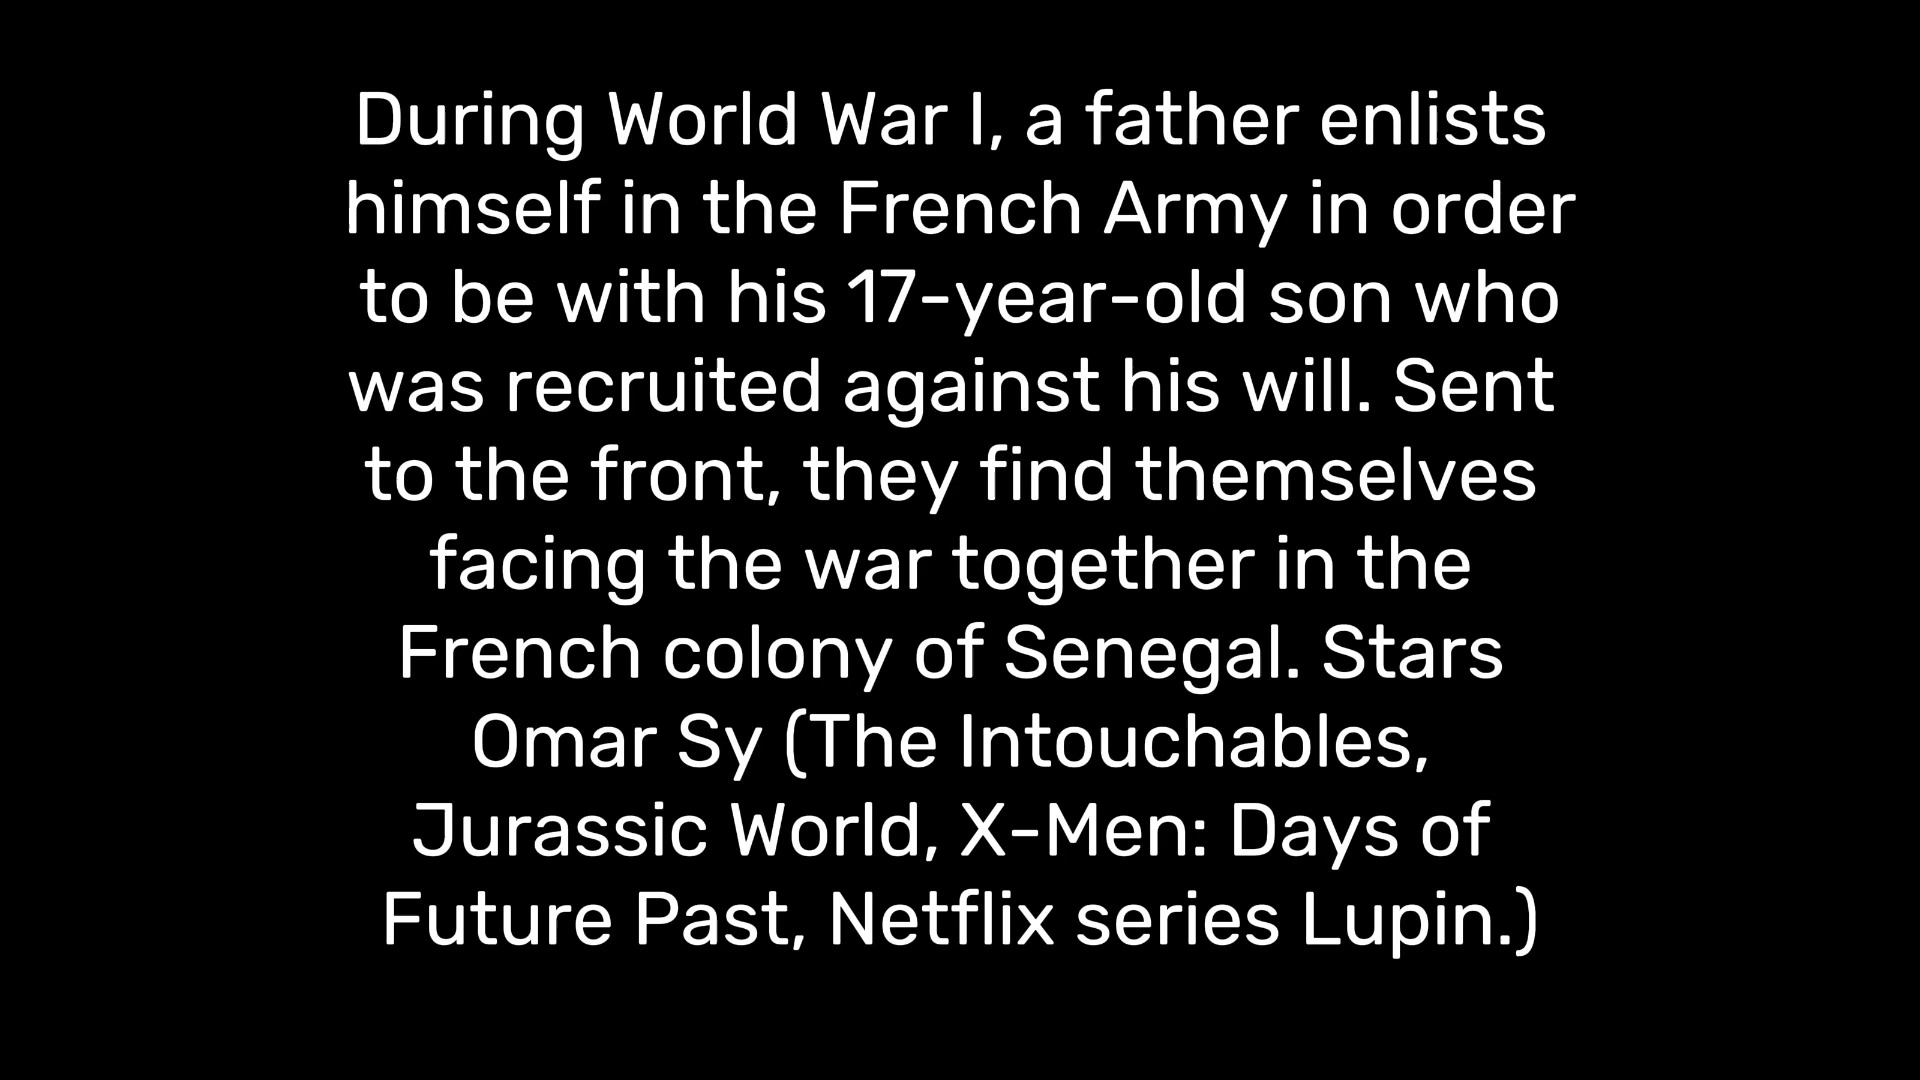 During World War I, a father enlists
himself in the French Army in order
to be with his 17-year-old son who
was recruited against his will. Sent
to the front, they find themselves
facing the war together in the
French colony of Senegal. Stars
Omar Sy (The Intouchables,
Jurassic World, X-Men: Days of
Future Past, Netflix series Lupin.)